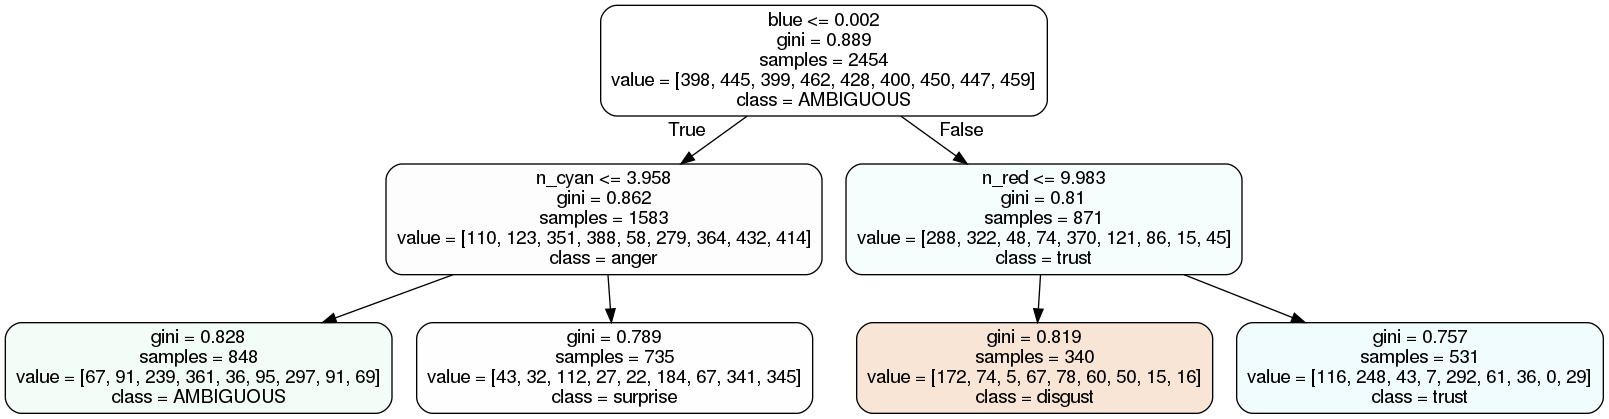 blue <= 0.002
gini = 0.889
samples = 2454
value = [398, 445, 399, 462, 428, 400, 450, 447, 459]
class = AMBIGUOUS
True
False
n_cyan <= 3.958
gini = 0.862
samples = 1583
value = [110, 123, 351, 388, 58, 279, 364, 432, 414]
class = anger
n_red <= 9.983
gini = 0.81
samples = 871
value = [288, 322, 48, 74, 370, 121, 86, 15, 45]
class = trust
gini = 0.828
samples = 848
value = [67, 91, 239, 361, 36, 95, 297, 91, 69]
class = AMBIGUOUS
gini = 0.789
samples = 735
value = [43, 32, 112, 27, 22, 184, 67, 341, 345]
class = surprise
gini = 0.819
samples = 340
value = [172, 74, 5, 67, 78, 60, 50, 15, 16]
class = disgust
gini = 0.757
samples = 531
value = [116, 248, 43, 7, 292, 61, 36, 0, 29]
class = trust